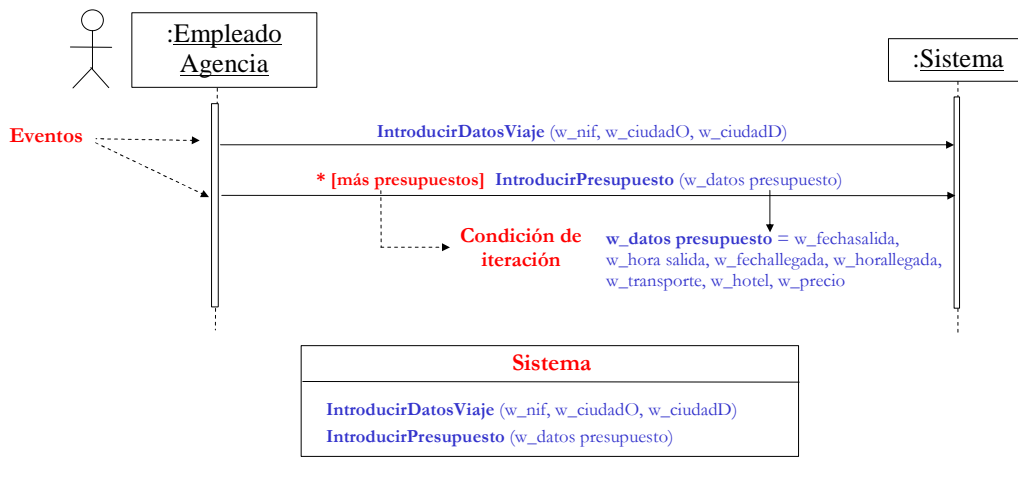 :Empleado
Agencia
:Sistema
Eventos
IntroducirDatosViaje (w_nif, w_ciudadO, w_ciudadD)
* [más presupuestos] IntroducirPresupuesto (w_datos presupuesto)
Condición de
iteración
w_datos presupuesto = w_fechasalida,
w_hora salida, w_fechallegada, w_horallegada,
w_transporte, w_hotel, w_precio
Sistema
IntroducirDatosViaje (w_nif, w_ciudadO, w_ciudadD)
IntroducirPresupuesto (w_datos presupuesto)